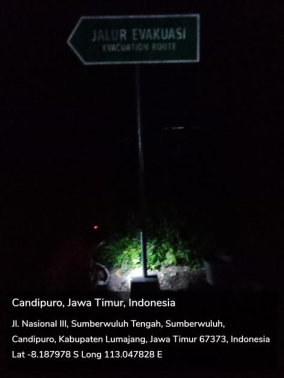 JALUR EVAKUASI
EVACUATION ROUTE
Candipuro, Jawa Timur, Indonesia
Jl. Nasional III, Sumberwuluh Tengah, Sumberwuluh,
Candipuro, Kabupaten Lumajang, Jawa Timur 67373, Indonesia
Lat -8.187978 S Long 113.047828 E